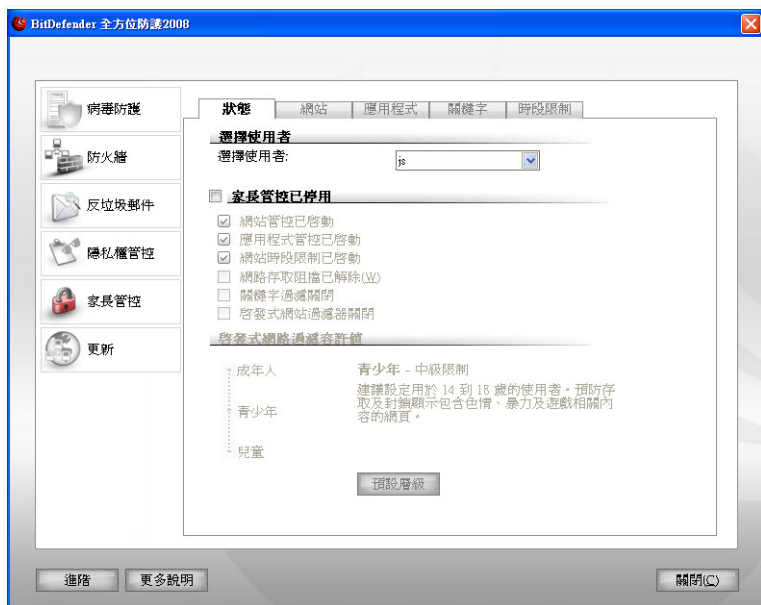 BitDefender 全方位防護2008
病毒防護
防火牆
反垃圾郵件
隱私權管控
家長管控
更新
狀態 網站 應用程式 關鍵字 時段限制
選擇使用者
選擇使用者: js
家長管控已停用
網站管控已啓動
應用程式管控已啓動
網站時段限制已啓動
網路存取阻擋已解除(W)
關鍵字過濾關閉
啓發式網站過濾器關閉
啓發式網路過濾容許值
成年人
青少年
兒童
青少年 - 中級限制
建議設定用於 14 到 18 歲的使用者。預防存
取及封鎖顯示包含色情、暴力及遊戲相關內
容的網頁。
預設層級
進階 更多說明 關閉(C)